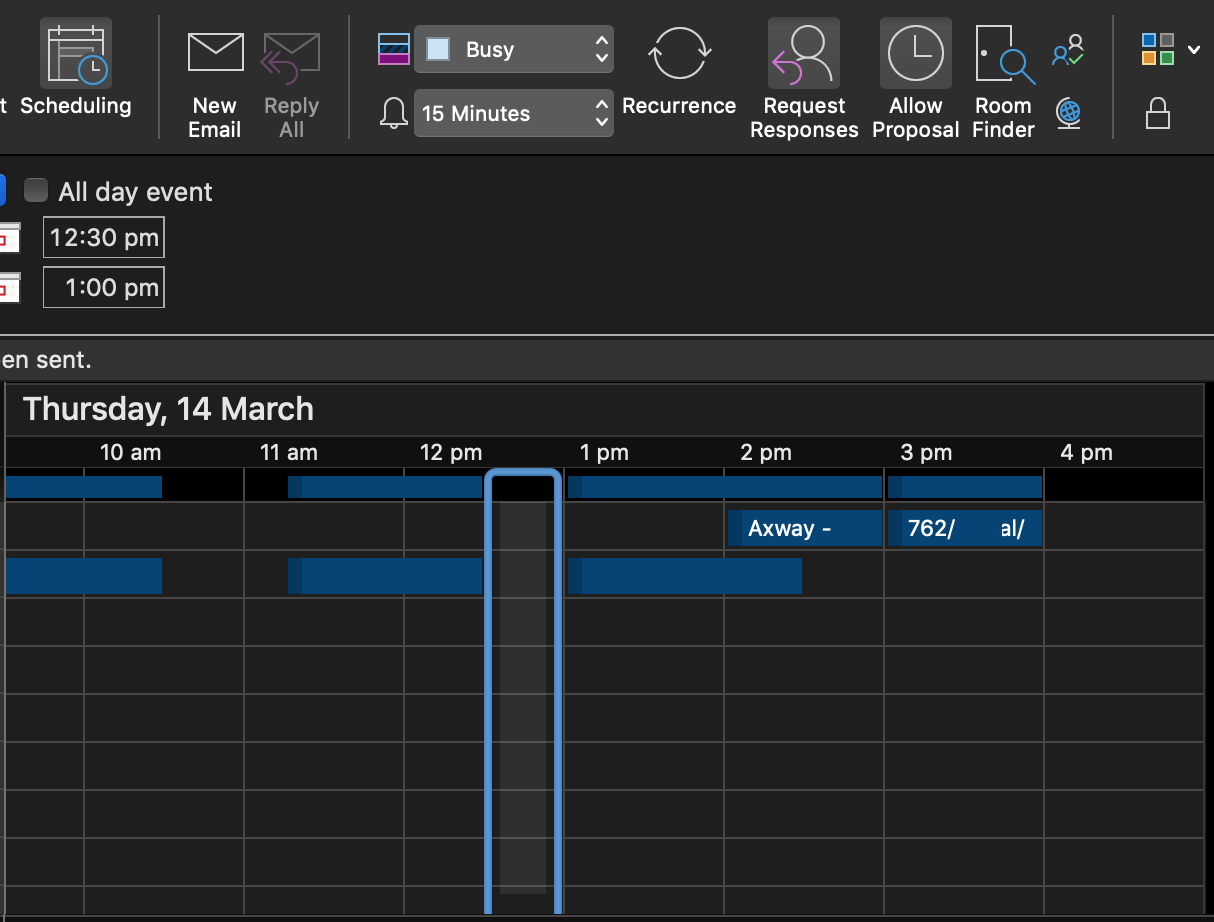 t Scheduling
New Email
Reply All
Busy
15 Minutes
Recurrence
Request Responses
Allow Proposal
Room Finder
All day event
12:30 pm
1:00 pm
en sent.
Thursday, 14 March
10 am 11 am 12 pm 1 pm 2 pm 3 pm 4 pm
Axway - 762/ al/